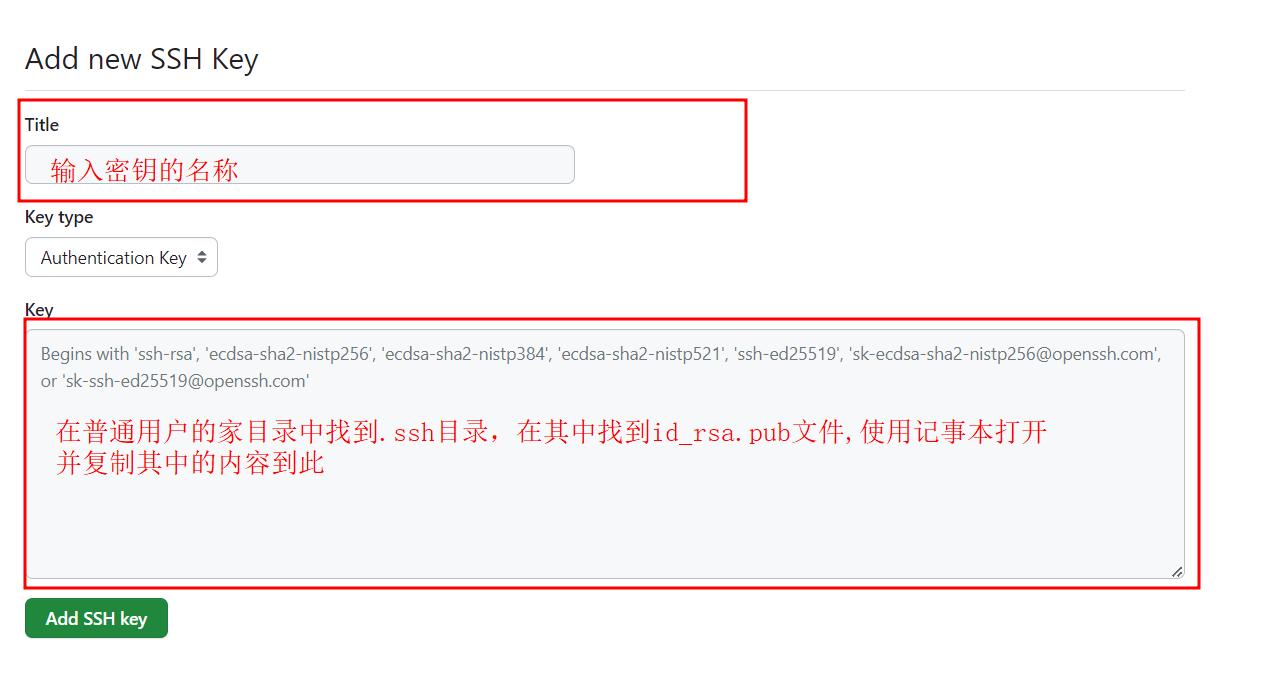 Add new SSH Key
Title
输入密钥的名称
Key type
Authentication Key
Key
Begins with 'ssh-rsa', 'ecdsa-sha2-nistp256', 'ecdsa-sha2-nistp384', 'ecdsa-sha2-nistp521', 'ssh-ed25519', 'sk-ecdsa-sha2-nistp256@openssh.com',
or 'sk-ssh-ed25519@openssh.com'
在普通用户的家目录中找到.ssh目录，在其中找到id_rsa.pub文件,使用记事本打开
并复制其中的内容到此
Add SSH key